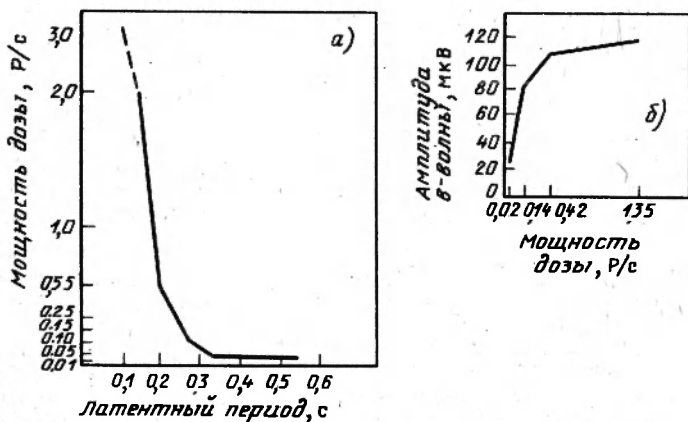 Мощность дозы, Р/с
3,0
2,0
1,0
0,55
0.25
0.15
0.10
0.05
0.01
а)
0,1 0,2 0,3 0,4 0,5 0,6
Латентный период, с
Амплитуда
в-волны, мкВ
120
100
80
60
40
20
0
б)
0,02 0,14 0,42 1,35
Мощность
дозы, Р/с